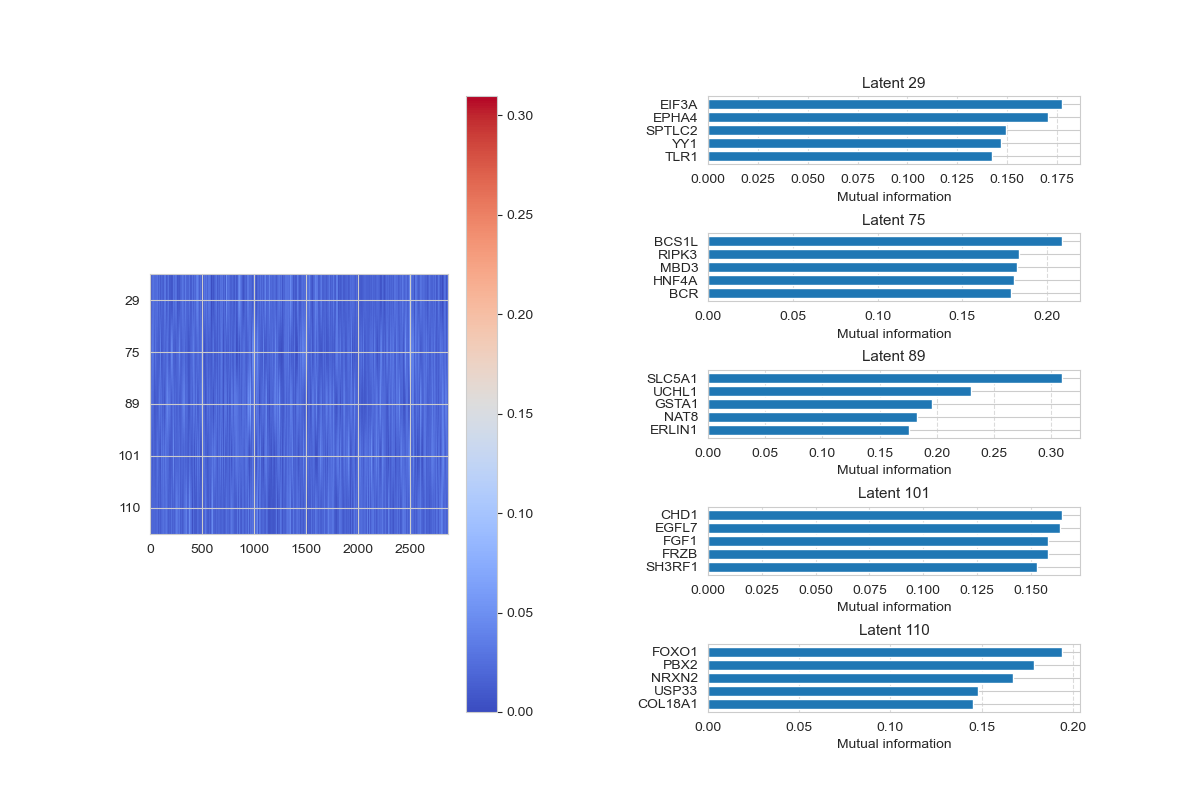 0.30
0.25
0.20
0.15
0.10
0.05
0.00
29
75
89
101
110
0 500 1000 1500 2000 2500
Latent 29
EIF3A
EPHA4
SPTLC2
YY1
TLR1
0.000 0.025 0.050 0.075 0.100 0.125 0.150 0.175
Mutual information
Latent 75
BCS1L
RIPK3
MBD3
HNF4A
BCR
0.00 0.05 0.10 0.15 0.20
Mutual information
Latent 89
SLC5A1
UCHL1
GSTA1
NAT8
ERLIN1
0.00 0.05 0.10 0.15 0.20 0.25 0.30
Mutual information
Latent 101
CHD1
EGFL7
FGF1
FRZB
SH3RF1
0.000 0.025 0.050 0.075 0.100 0.125 0.150
Mutual information
Latent 110
FOXO1
PBX2
NRXN2
USP33
COL18A1
0.00 0.05 0.10 0.15 0.20
Mutual information